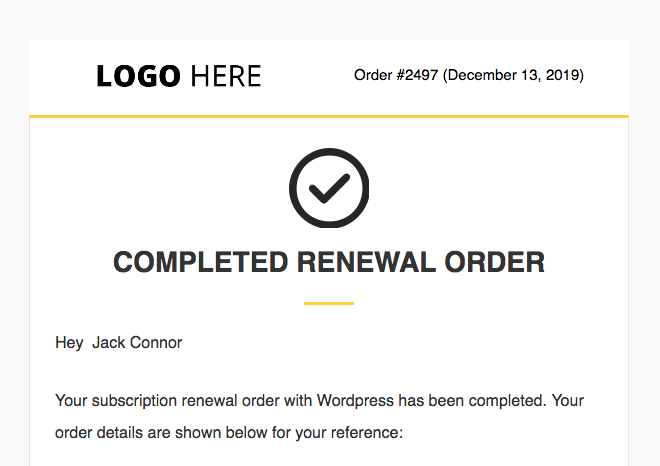 LOGO HERE
Order #2497 (December 13, 2019)
COMPLETED RENEWAL ORDER
Hey  Jack Connor
Your subscription renewal order with Wordpress has been completed. Your
order details are shown below for your reference: